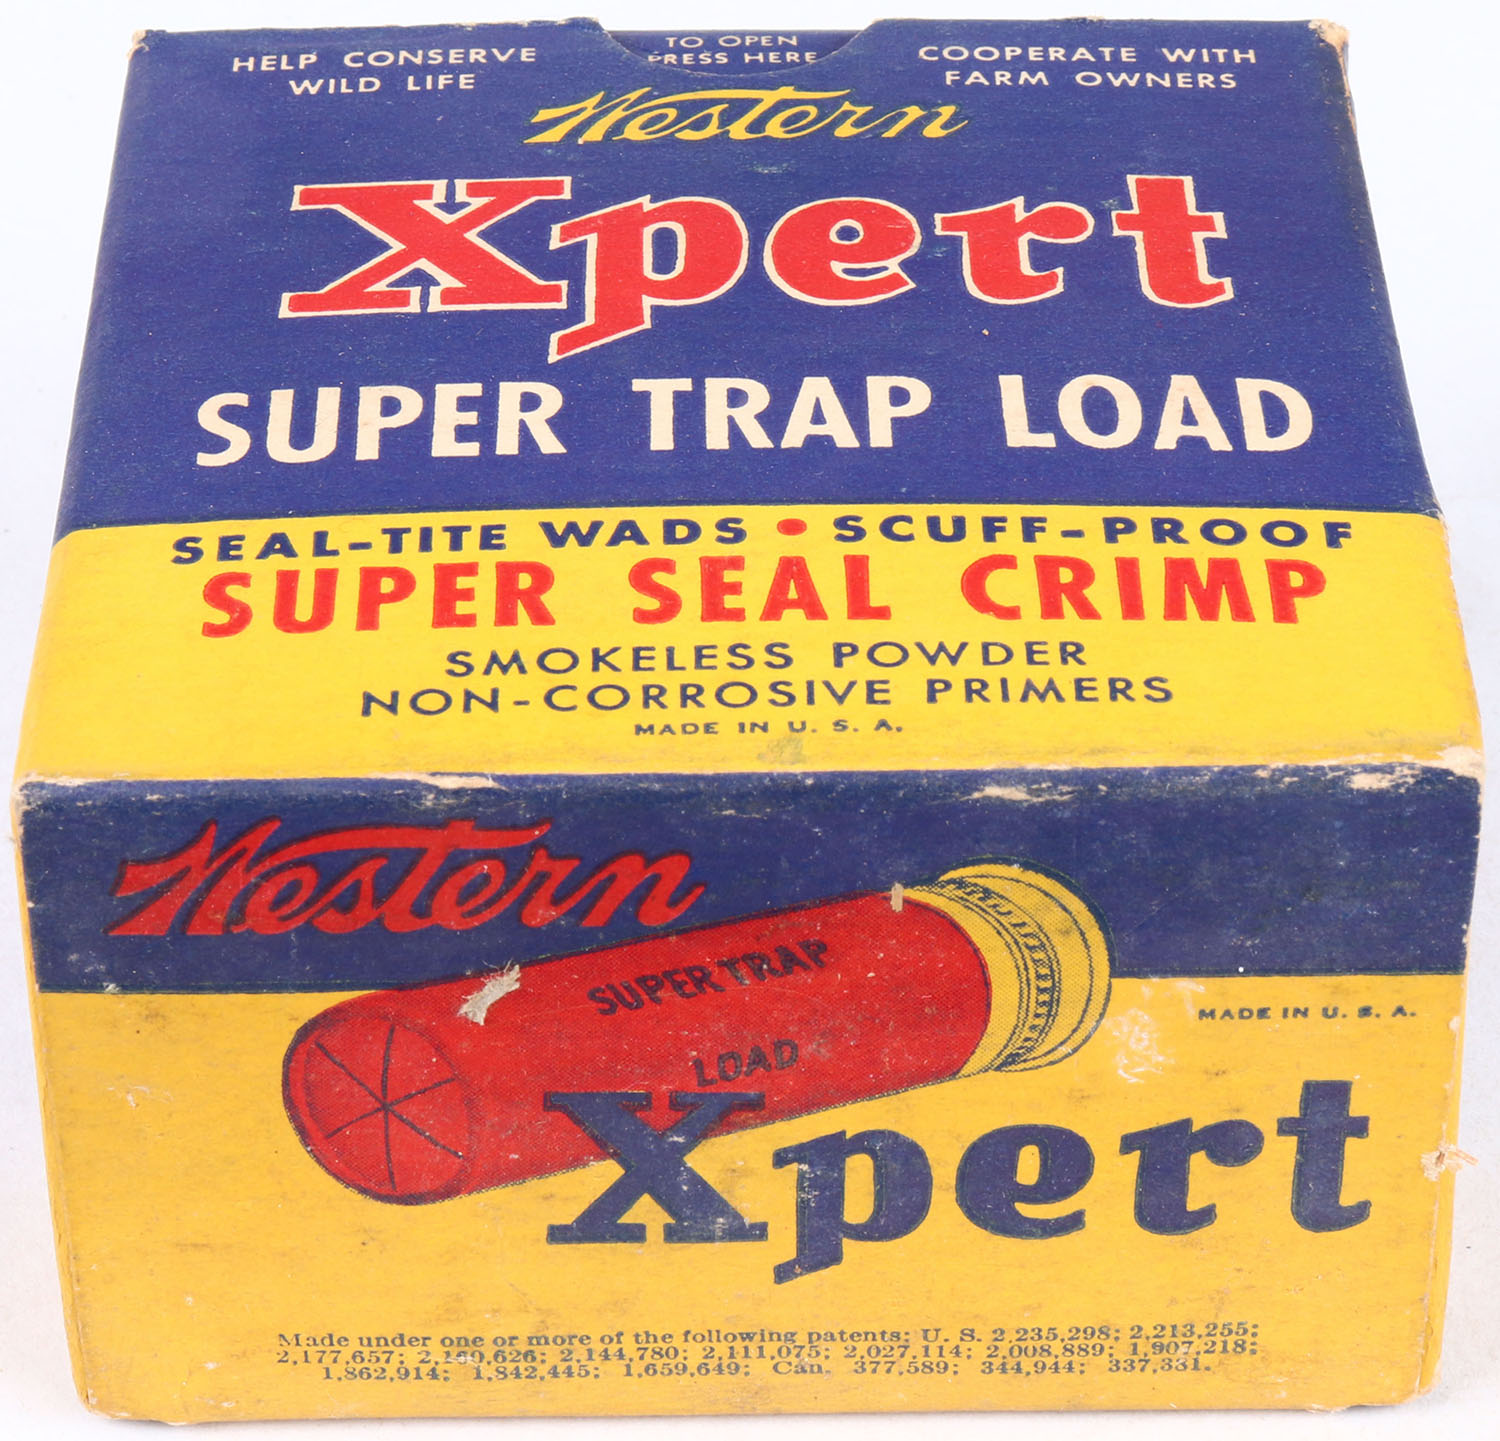 HELP CONSERVE
WILD LIFE
TO OPEN
PRESS HERE
COOPERATE WITH
FARM OWNERS
Western
Xpert
SUPER TRAP LOAD
SEAL-TITE WADS • SCUFF-PROOF
SUPER SEAL CRIMP
SMOKELESS POWDER
NON-CORROSIVE PRIMERS
MADE IN U. S. A.
Western
SUPER TRAP
LOAD
MADE IN U. S. A.
Xpert
Made under one or more of the following patents: U. S. 2,235,298; 2,213,255;
2,177,657; 2,160,626; 2,144,780; 2,111,075; 2,027,114; 2,008,889; 1,907,218;
1,862,914; 1,842,445; 1,659,649; Can. 377,589; 344,944; 337,331.